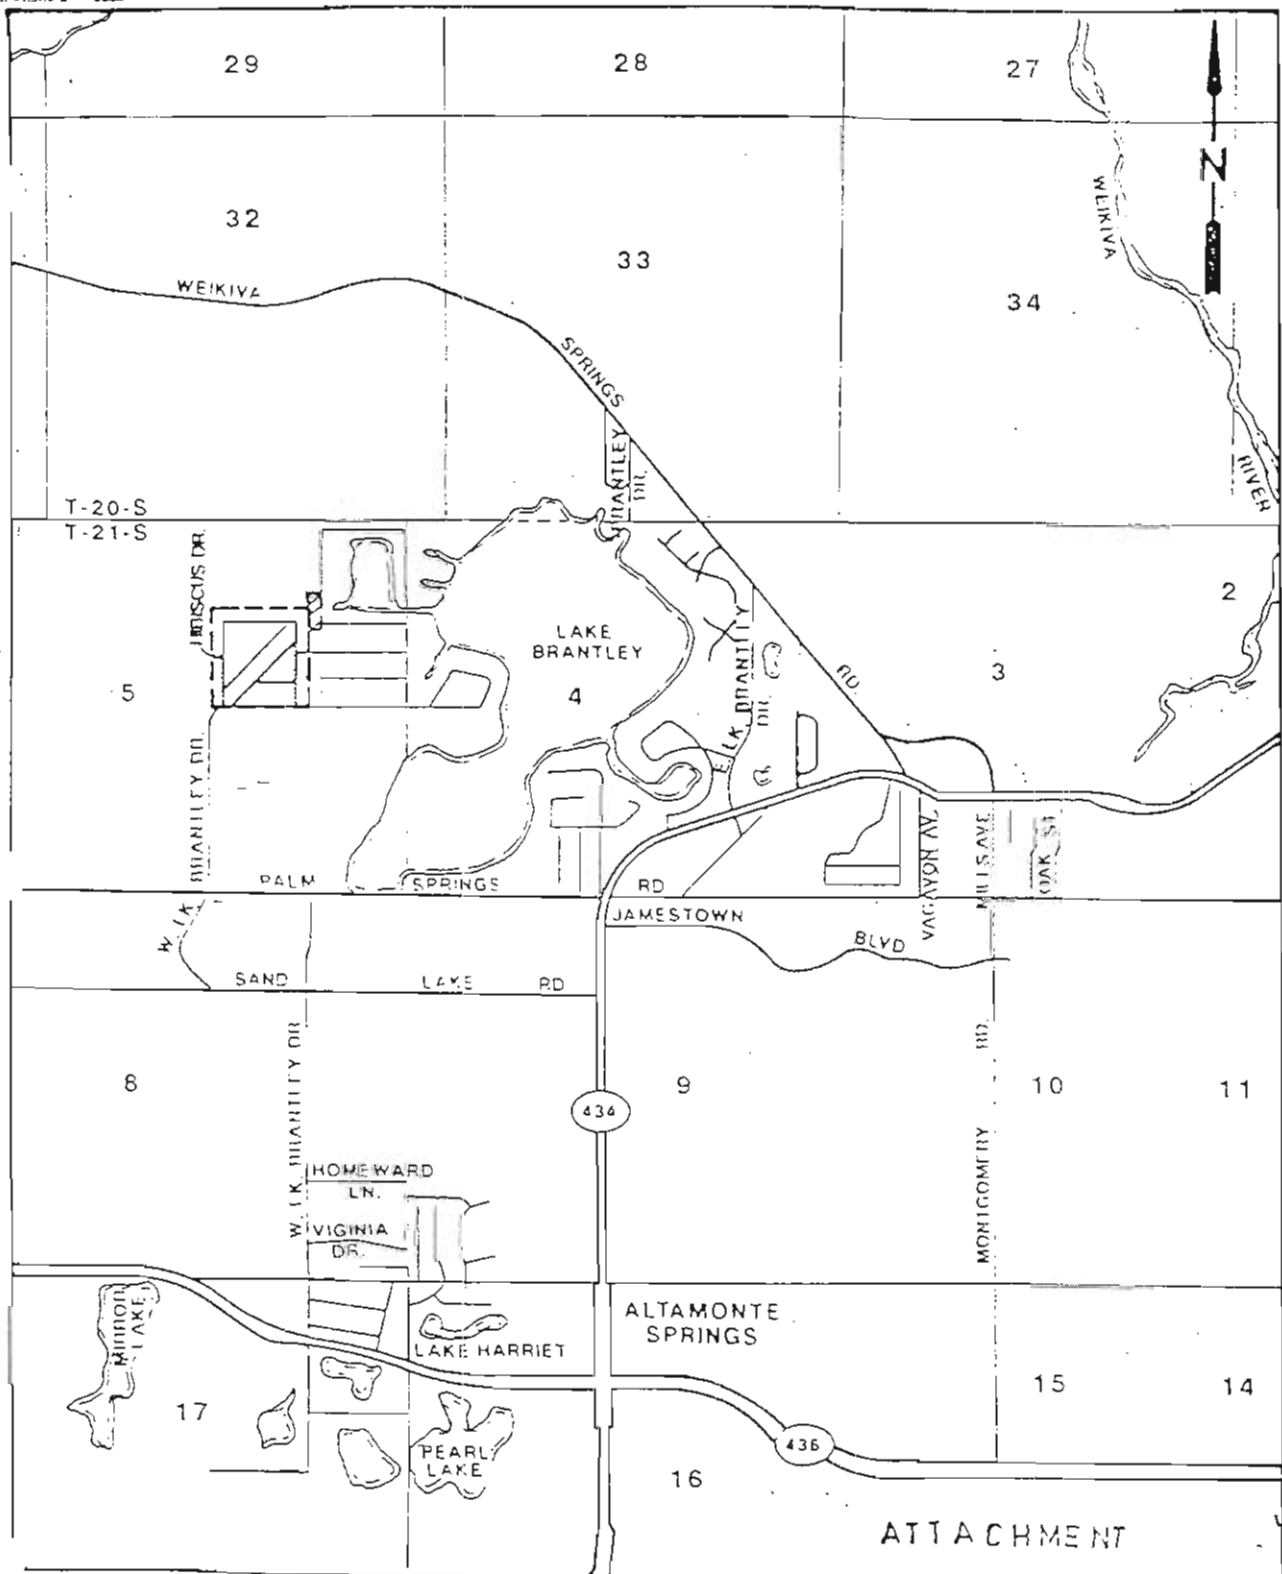 29
28
27
N
WEIKIVA
32
33
WEIKIVA
34
SPRINGS
BRANTLEY
DR.
RIVER
T-20-S
T-21-S
HIBISCUS DR.
2
LAKE
BRANTLEY
3
RD.
5
4
E LK. BRANTLEY
DR.
BRANTLEY DR.
VAGAYON AV.
MILLS AVE
OAK ST
PALM
SPRINGS
RD
W. LK.
JAMESTOWN
BLVD
SAND
LAKE
RD
W. LK. BRANTLEY DR
MONTGOMERY
RD.
8
9
10
11
434
HOMEWARD
LN.
VIGINIA
DR.
MIRROR
LAKE
ALTAMONTE
SPRINGS
LAKE HARRIET
15
14
17
436
PEARL
LAKE
16
ATTACHMENT